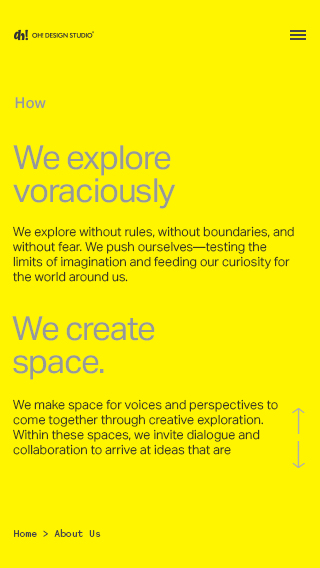 oh! OH! DESIGN STUDIO
How
We explore
voraciously
We explore without rules, without boundaries, and
without fear. We push ourselves—testing the
limits of imagination and feeding our curiosity for
the world around us.
We create
space.
We make space for voices and perspectives to
come together through creative exploration.
Within these spaces, we invite dialogue and
collaboration to arrive at ideas that are
Home > About Us